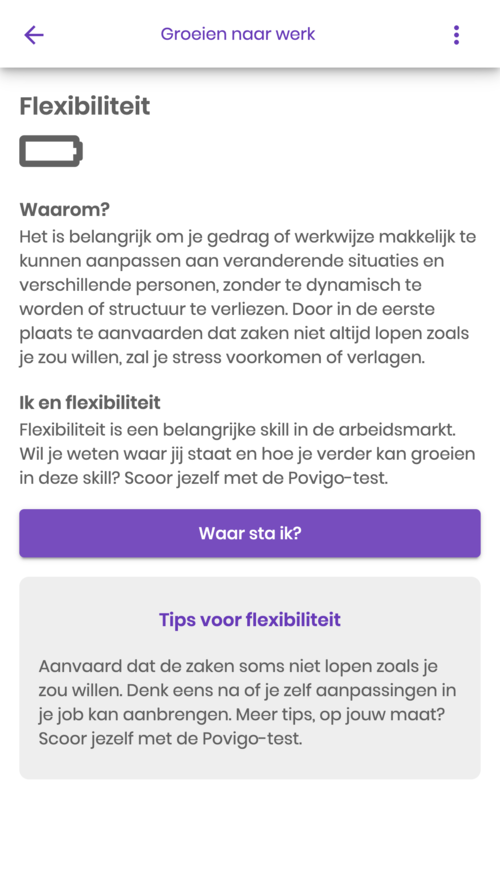 Groeien naar werk
Flexibiliteit
Waarom?
Het is belangrijk om je gedrag of werkwijze makkelijk te
kunnen aanpassen aan veranderende situaties en
verschillende personen, zonder te dynamisch te
worden of structuur te verliezen. Door in de eerste
plaats te aanvaarden dat zaken niet altijd lopen zoals
je zou willen, zal je stress voorkomen of verlagen.
Ik en flexibiliteit
Flexibiliteit is een belangrijke skill in de arbeidsmarkt.
Wil je weten waar jij staat en hoe je verder kan groeien
in deze skill? Scoor jezelf met de Povigo-test.
Waar sta ik?
Tips voor flexibiliteit
Aanvaard dat de zaken soms niet lopen zoals je
zou willen. Denk eens na of je zelf aanpassingen in
je job kan aanbrengen. Meer tips, op jouw maat?
Scoor jezelf met de Povigo-test.